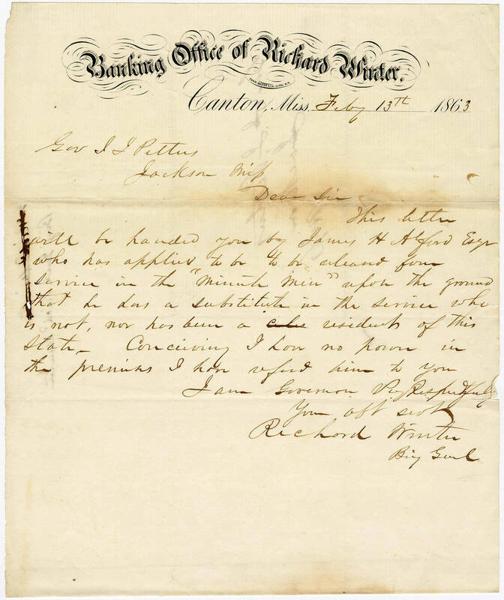 Banking Office of Richard Winter.
Canton, Miss. Feby 13th 1863
Gov J J Pettus
Jackson Miss
Dear Sir
This letter
will be handed you by James H Alford Esqr
who has applied to be to be released from
service in the "Minute Men" upon the ground
that he has a substitute in the service who
is not, nor has been a residents of this
State. Conceiving I have no power in
the premises I have refered him to you
I am Governor Very Respectfully
Your obt servt
Richard Winter
Brig Genl